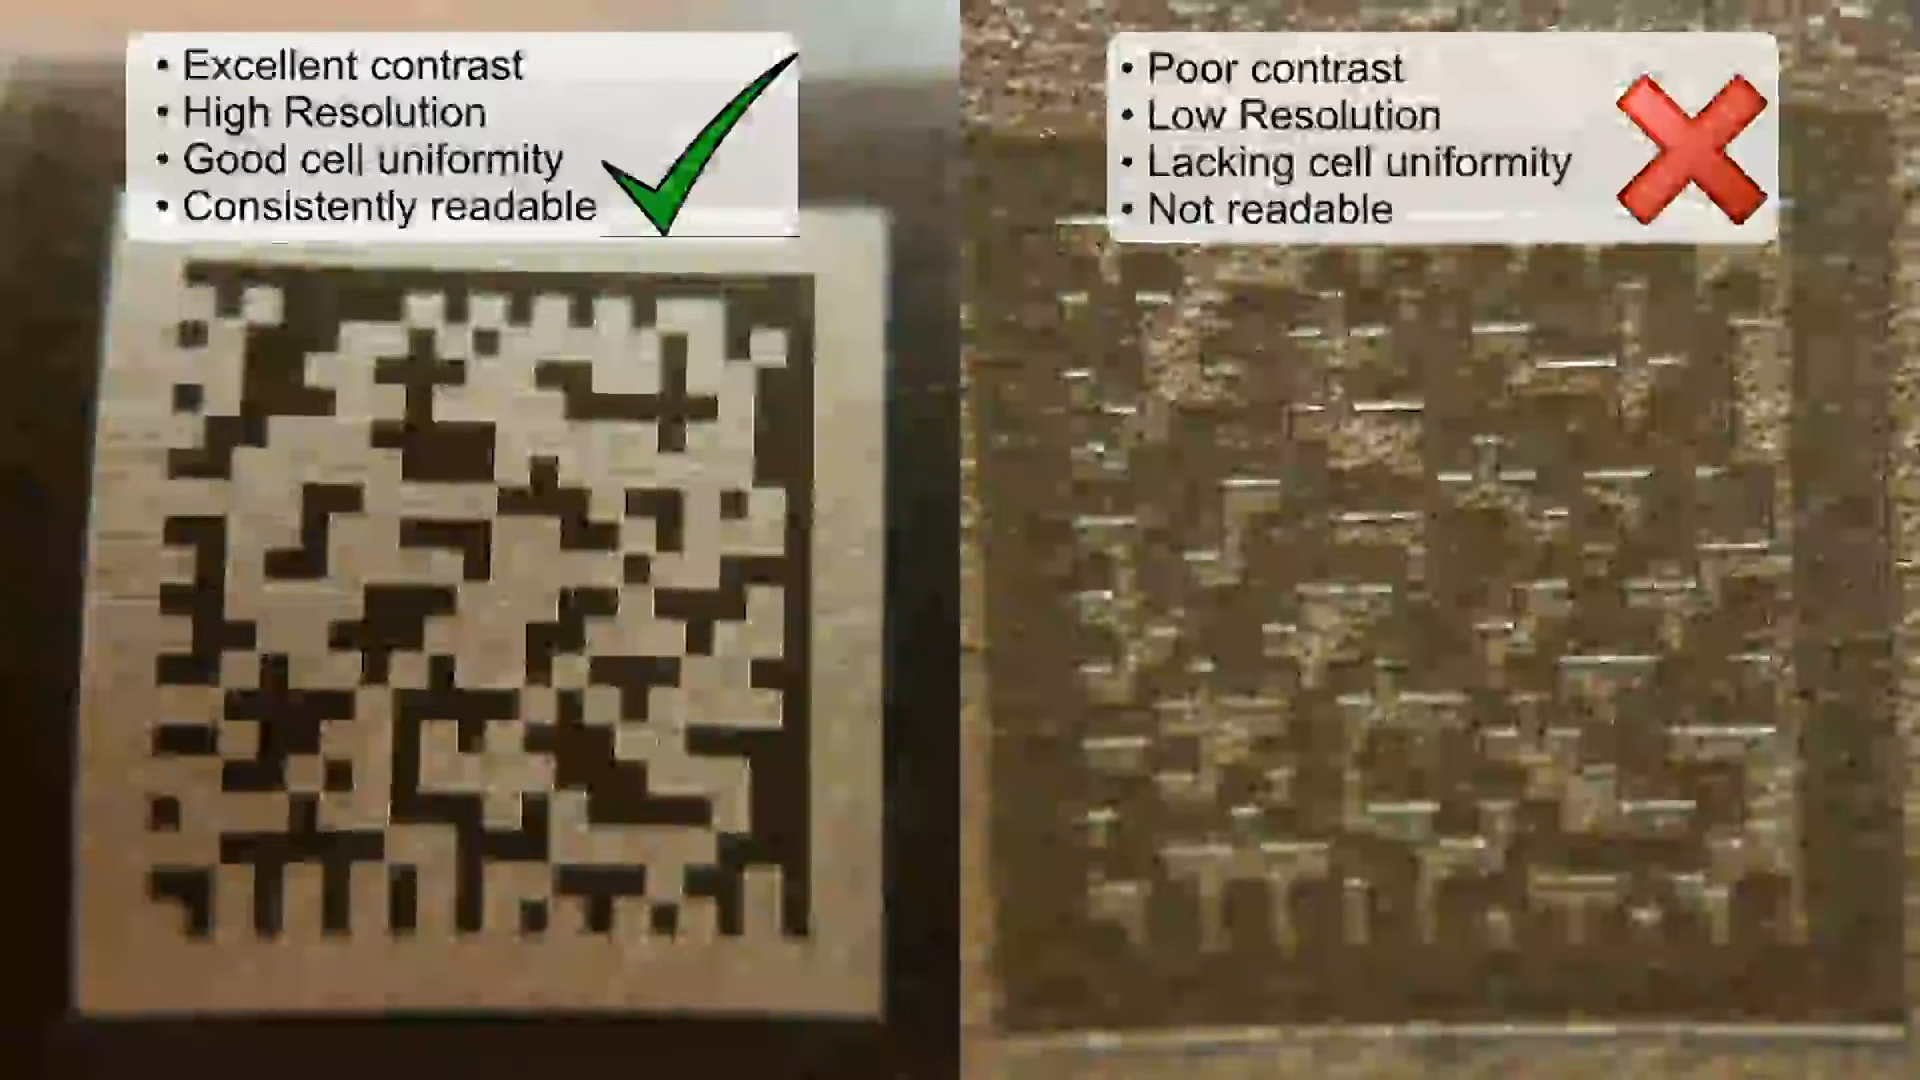 • Excellent contrast
• High Resolution
• Good cell uniformity
• Consistently readable
• Poor contrast
• Low Resolution
• Lacking cell uniformity
• Not readable